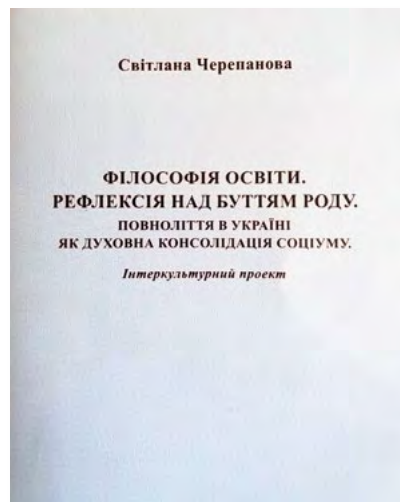 Світлана Черепанова
ФІЛОСОФІЯ ОСВІТИ.
РЕФЛЕКСІЯ НАД БУТТЯМ РОДУ.
ПОВНОЛІТТЯ В УКРАЇНІ
ЯК ДУХОВНА КОНСОЛІДАЦІЯ СОЦІУМУ.
Інтеркультурний проект